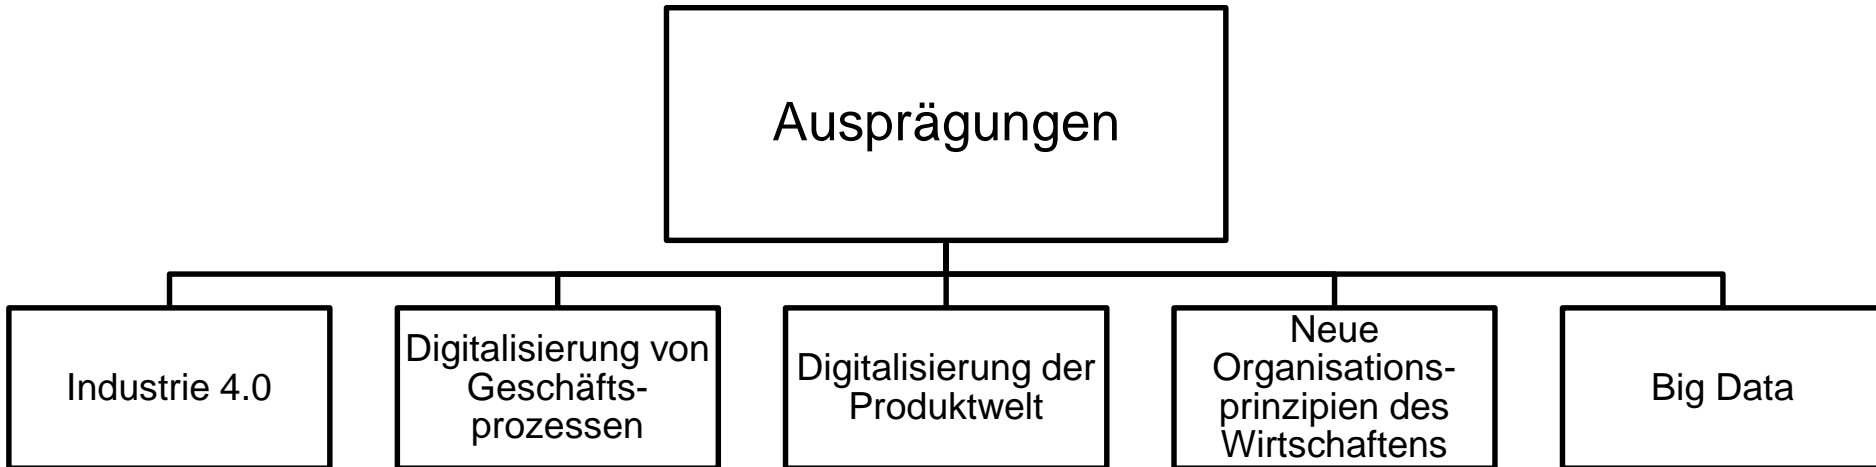 Ausprägungen
Industrie 4.0
Digitalisierung von
Geschäfts-
prozessen
Digitalisierung der
Produktwelt
Neue
Organisations-
prinzipien des
Wirtschaftens
Big Data